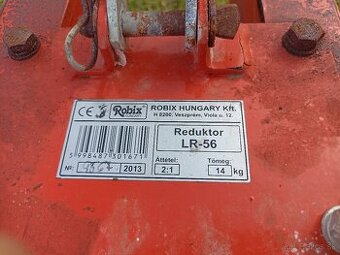 CE Robix
ROBIX HUNGARY Kft.
H 8200. Veszprém, Viola u. 12.
Reduktor
LR-56
5998487301671
Áttétel:
2:1
Tömeg:
14 kg
Nr:
2013